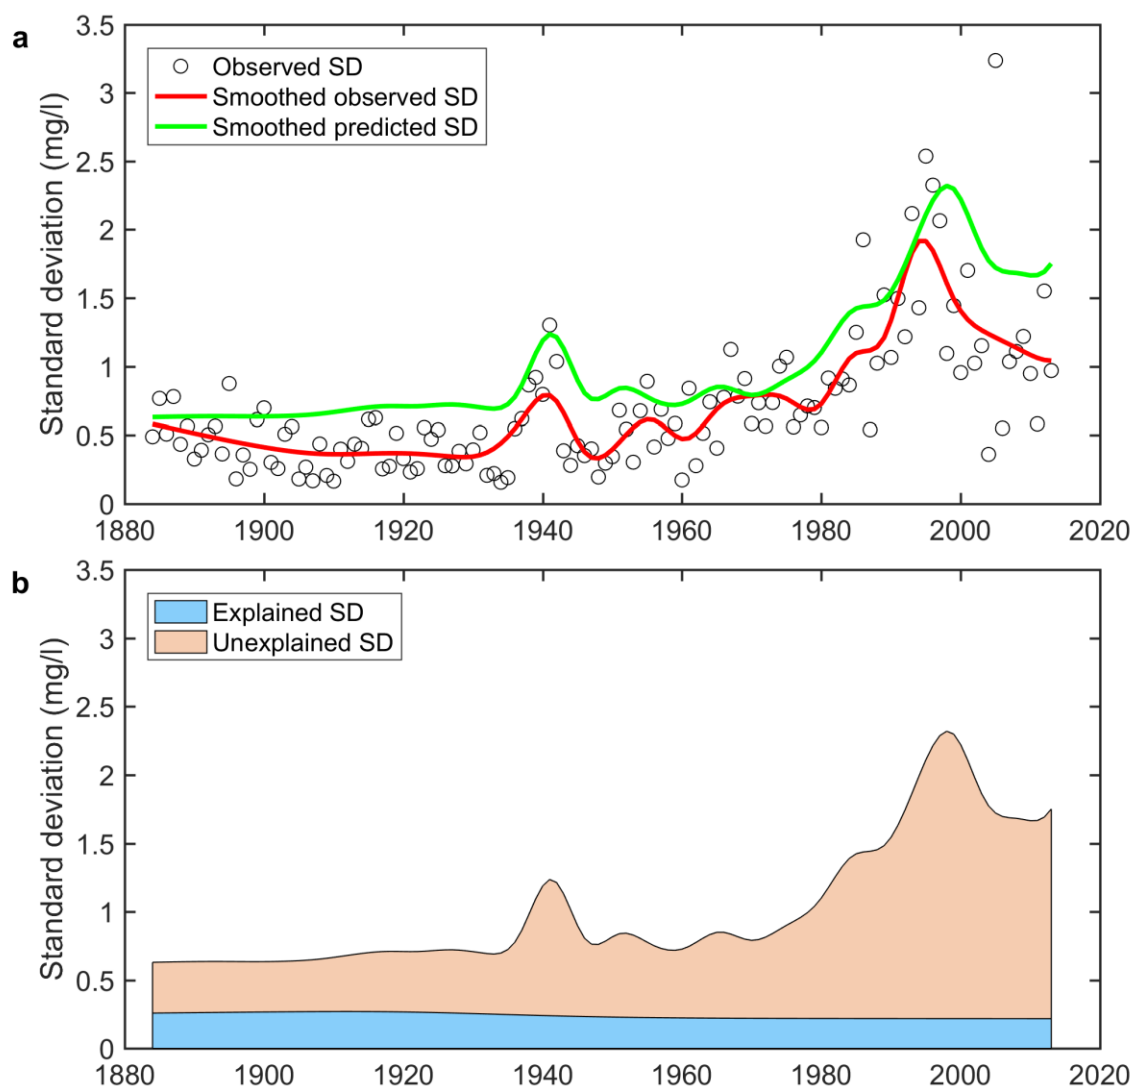 a
3.5
3
2.5
2
1.5
1
0.5
0
Standard deviation (mg/l)
Observed SD
Smoothed observed SD
Smoothed predicted SD
1880 1900 1920 1940 1960 1980 2000 2020
b
3.5
3
2.5
2
1.5
1
0.5
0
Standard deviation (mg/l)
Explained SD
Unexplained SD
1880 1900 1920 1940 1960 1980 2000 2020